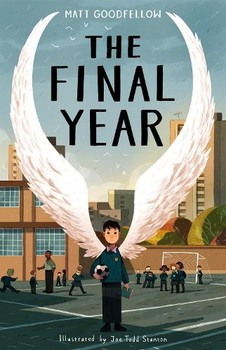 MATT GOODFELLOW
THE
FINAL
YEAR
Illustrated by Joe Todd Stanton